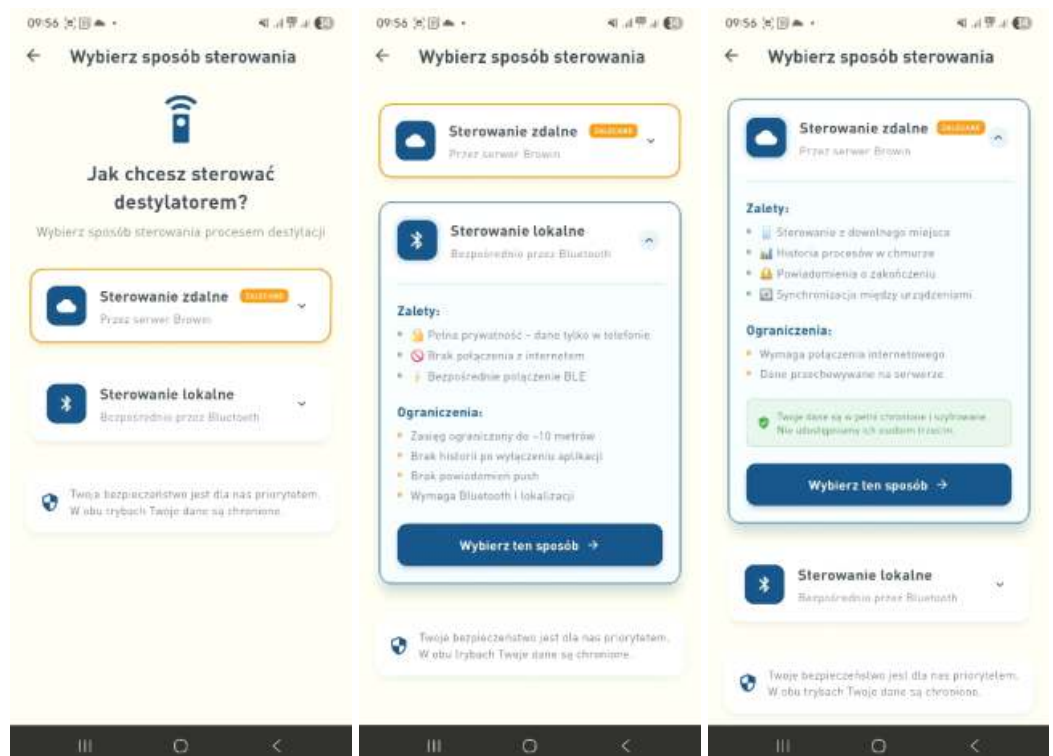 09:56
Wybierz sposób sterowania
Jak chcesz sterować
destylatorem?
Wybierz sposób sterowania procesem destylacji
Sterowanie zdalne ZALECANE
Przez serwer Browin
Sterowanie lokalne
Bezpośrednio przez Bluetooth
Twoje bezpieczeństwo jest dla nas priorytetem.
W obu trybach Twoje dane są chronione.
09:56
Wybierz sposób sterowania
Sterowanie zdalne ZALECANE
Przez serwer Browin
Sterowanie lokalne
Bezpośrednio przez Bluetooth
Zalety:
Pełna prywatność – dane tylko w telefonie
Brak połączenia z internetem
Bezpośrednie połączenie BLE
Ograniczenia:
Zasięg ograniczony do ~10 metrów
Brak historii po wyłączeniu aplikacji
Brak powiadomień push
Wymaga Bluetooth i lokalizacji
Wybierz ten sposób →
Twoje bezpieczeństwo jest dla nas priorytetem.
W obu trybach Twoje dane są chronione.
09:56
Wybierz sposób sterowania
Sterowanie zdalne ZALECANE
Przez serwer Browin
Zalety:
Sterowanie z dowolnego miejsca
Historia procesów w chmurze
Powiadomienia o zakończeniu
Synchronizacja między urządzeniami
Ograniczenia:
Wymaga połączenia internetowego
Dane przechowywane na serwerze
Twoje dane są w pełni chronione i szyfrowane.
Nie udostępniamy ich osobom trzecim.
Wybierz ten sposób →
Sterowanie lokalne
Bezpośrednio przez Bluetooth
Twoje bezpieczeństwo jest dla nas priorytetem.
W obu trybach Twoje dane są chronione.